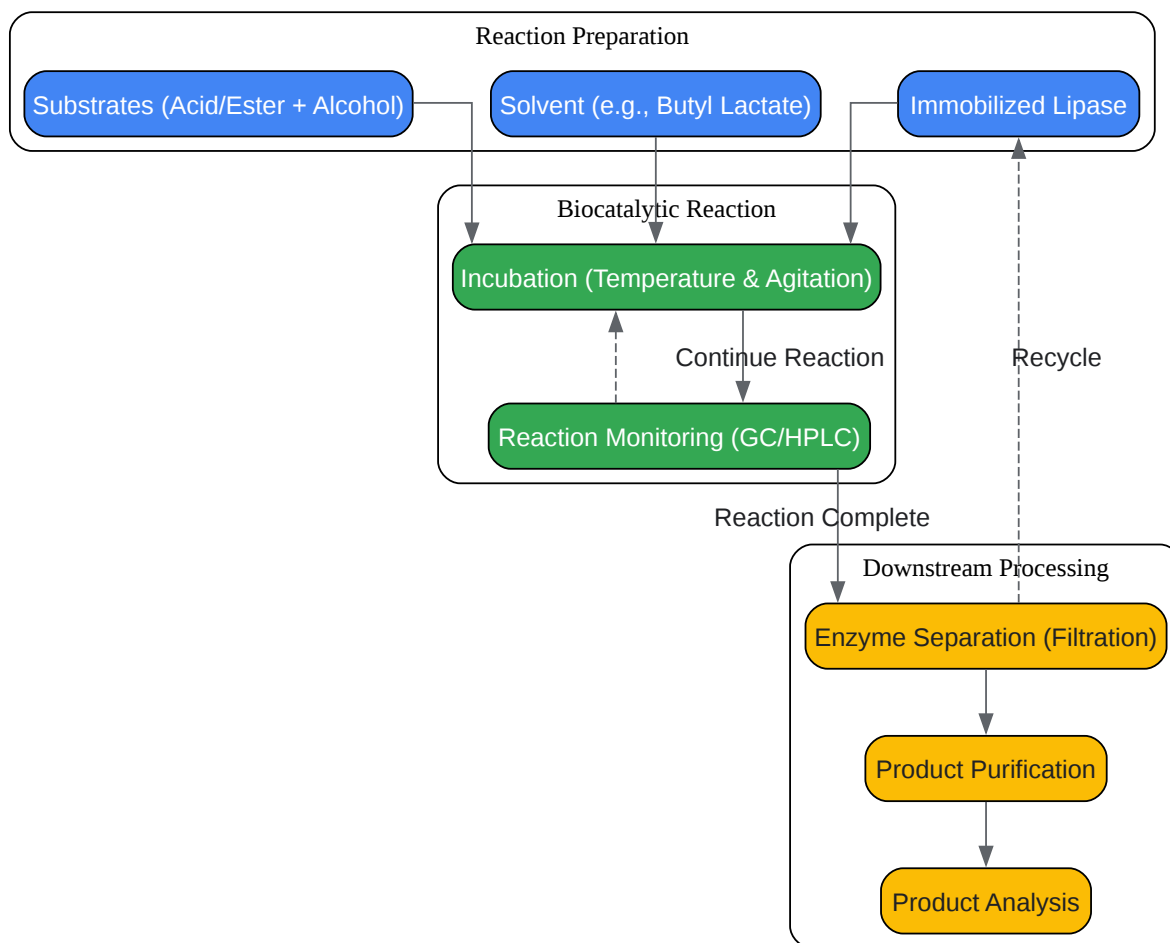 Reaction Preparation
Substrates (Acid/Ester + Alcohol)
Solvent (e.g., Butyl Lactate)
Immobilized Lipase
Biocatalytic Reaction
Incubation (Temperature & Agitation)
Continue Reaction
Recycle
Reaction Monitoring (GC/HPLC)
Reaction Complete
Downstream Processing
Enzyme Separation (Filtration)
Product Purification
Product Analysis